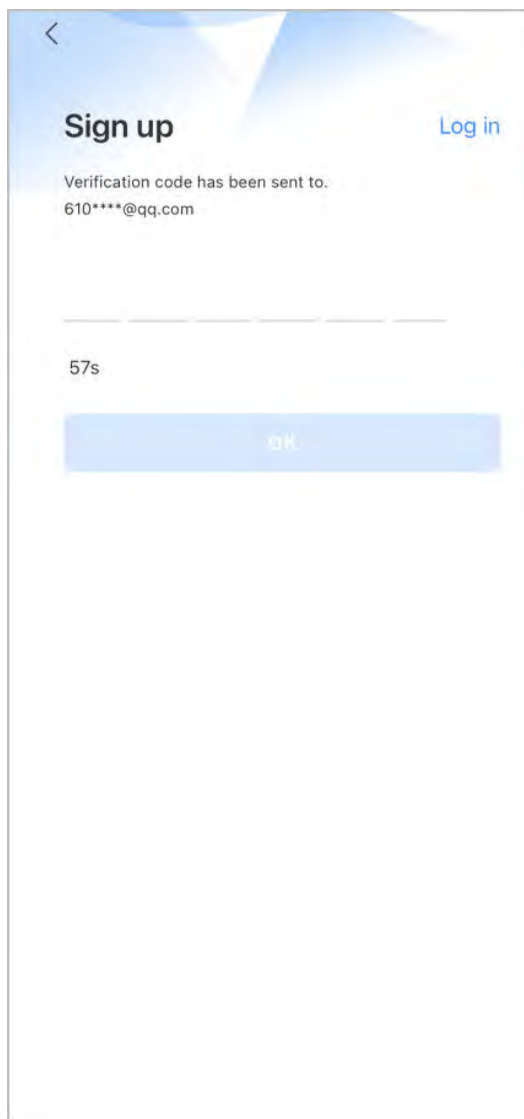 Sign up
Log in
Verification code has been sent to.
610****@qq.com
57s
OK